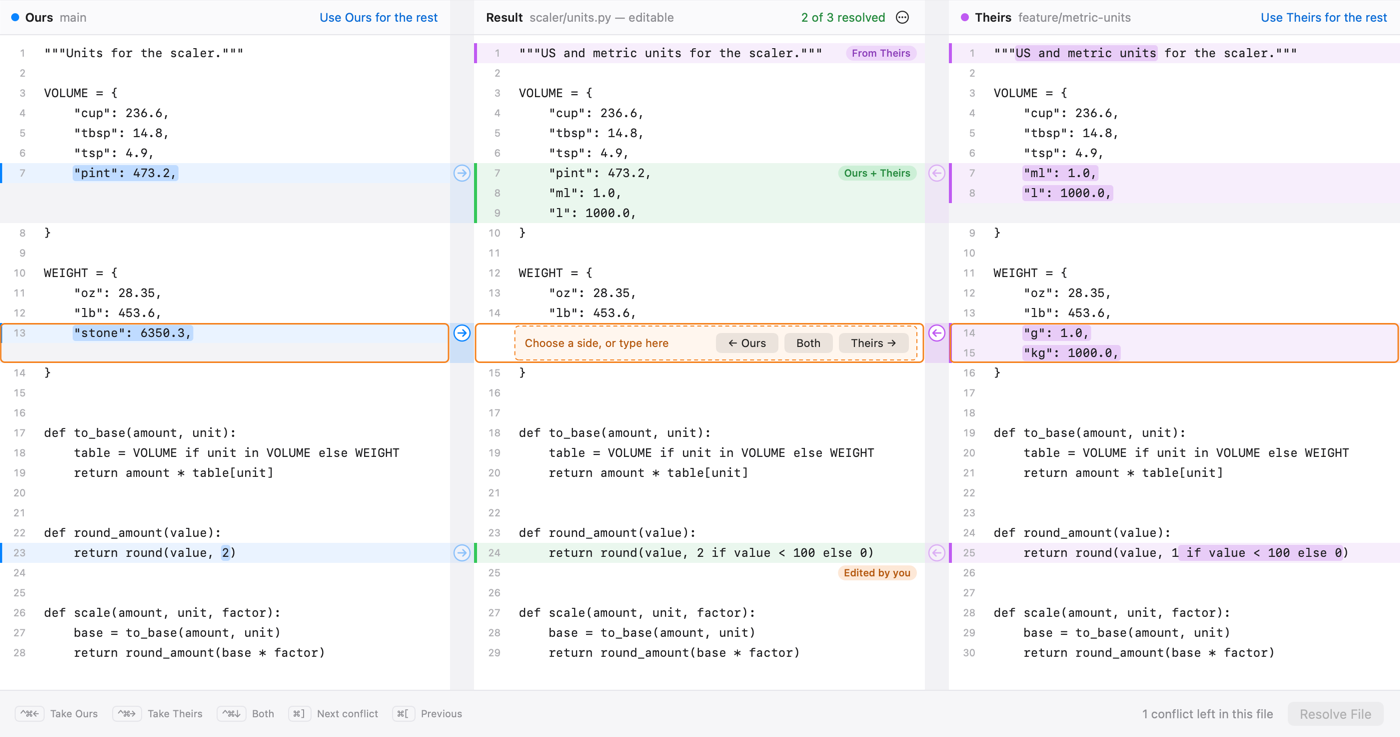 Ours main Use Ours for the rest
1 """Units for the scaler."""
2
3 VOLUME = {
4     "cup": 236.6,
5     "tbsp": 14.8,
6     "tsp": 4.9,
7     "pint": 473.2,
8 }
9
10 WEIGHT = {
11     "oz": 28.35,
12     "lb": 453.6,
13     "stone": 6350.3,
14 }
15
16
17 def to_base(amount, unit):
18     table = VOLUME if unit in VOLUME else WEIGHT
19     return amount * table[unit]
20
21
22 def round_amount(value):
23     return round(value, 2)
24
25
26 def scale(amount, unit, factor):
27     base = to_base(amount, unit)
28     return round_amount(base * factor)
Result scaler/units.py — editable 2 of 3 resolved
1 """US and metric units for the scaler.""" From Theirs
2
3 VOLUME = {
4     "cup": 236.6,
5     "tbsp": 14.8,
6     "tsp": 4.9,
7     "pint": 473.2, Ours + Theirs
8     "ml": 1.0,
9     "l": 1000.0,
10 }
11
12 WEIGHT = {
13     "oz": 28.35,
14     "lb": 453.6,
Choose a side, or type here ← Ours Both Theirs →
15 }
16
17
18 def to_base(amount, unit):
19     table = VOLUME if unit in VOLUME else WEIGHT
20     return amount * table[unit]
21
22
23 def round_amount(value):
24     return round(value, 2 if value < 100 else 0)
25 Edited by you
26
27 def scale(amount, unit, factor):
28     base = to_base(amount, unit)
29     return round_amount(base * factor)
Theirs feature/metric-units Use Theirs for the rest
1 """US and metric units for the scaler."""
2
3 VOLUME = {
4     "cup": 236.6,
5     "tbsp": 14.8,
6     "tsp": 4.9,
7     "ml": 1.0,
8     "l": 1000.0,
9 }
10
11 WEIGHT = {
12     "oz": 28.35,
13     "lb": 453.6,
14     "g": 1.0,
15     "kg": 1000.0,
16 }
17
18
19 def to_base(amount, unit):
20     table = VOLUME if unit in VOLUME else WEIGHT
21     return amount * table[unit]
22
23
24 def round_amount(value):
25     return round(value, 1 if value < 100 else 0)
26
27
28 def scale(amount, unit, factor):
29     base = to_base(amount, unit)
30     return round_amount(base * factor)
⌃⌘← Take Ours ⌃⌘→ Take Theirs ⌃⌘↓ Both ⌘] Next conflict ⌘[ Previous 1 conflict left in this file Resolve File